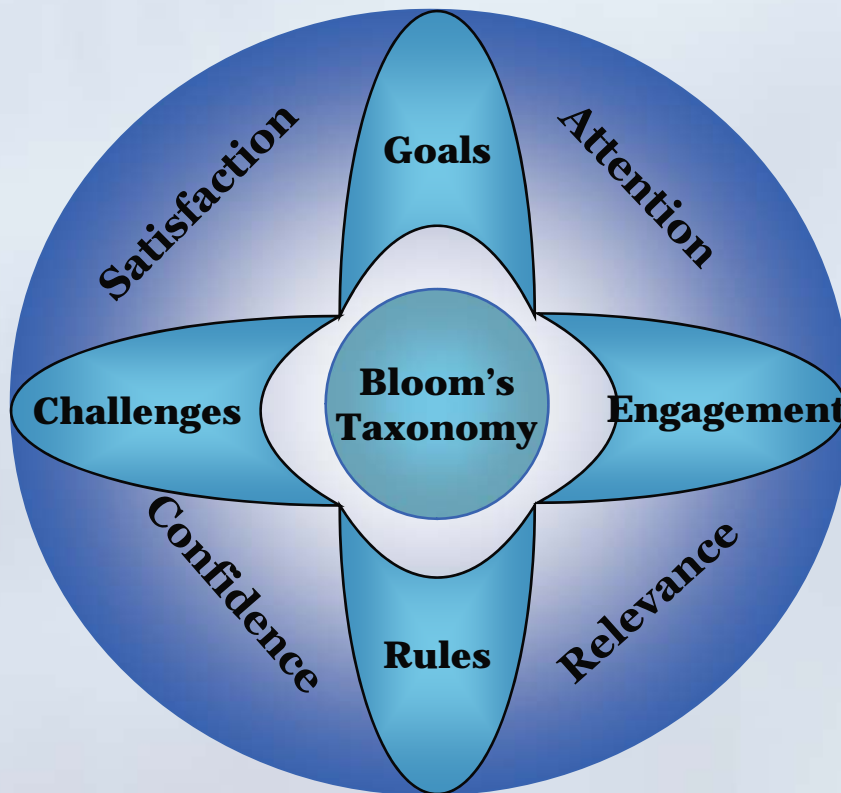 Goals
Satisfaction
Attention
Challenges
Bloom's
Taxonomy
Engagement
Confidence
Relevance
Rules